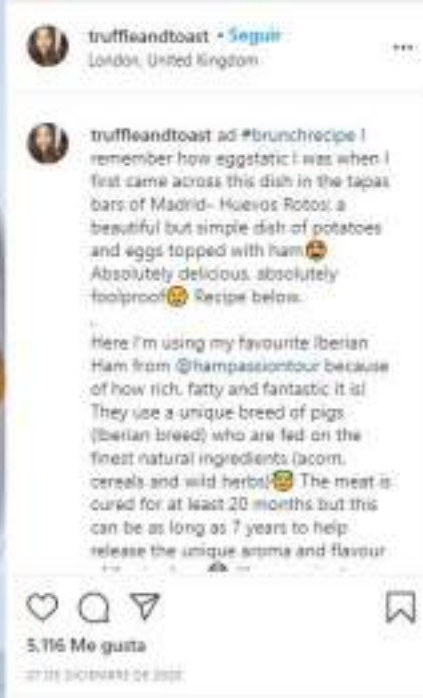 truffleandtoast • Seguir
London, United Kingdom
truffleandtoast ad #brunchrecipe I
remember how eggstatic I was when I
first came across this dish in the tapas
bars of Madrid- Huevos Rotos: a
beautiful but simple dish of potatoes
and eggs topped with ham
Absolutely delicious, absolutely
foolproof Recipe below.
.
Here I'm using my favourite Iberian
Ham from @hampassiontour because
of how rich, fatty and fantastic it is!
They use a unique breed of pigs
(Iberian breed) who are fed on the
finest natural ingredients (acorn,
cereals and wild herbs) The meat is
cured for at least 20 months but this
can be as long as 7 years to help
release the unique aroma and flavour
5,116 Me gusta
27 DE DICIEMBRE DE